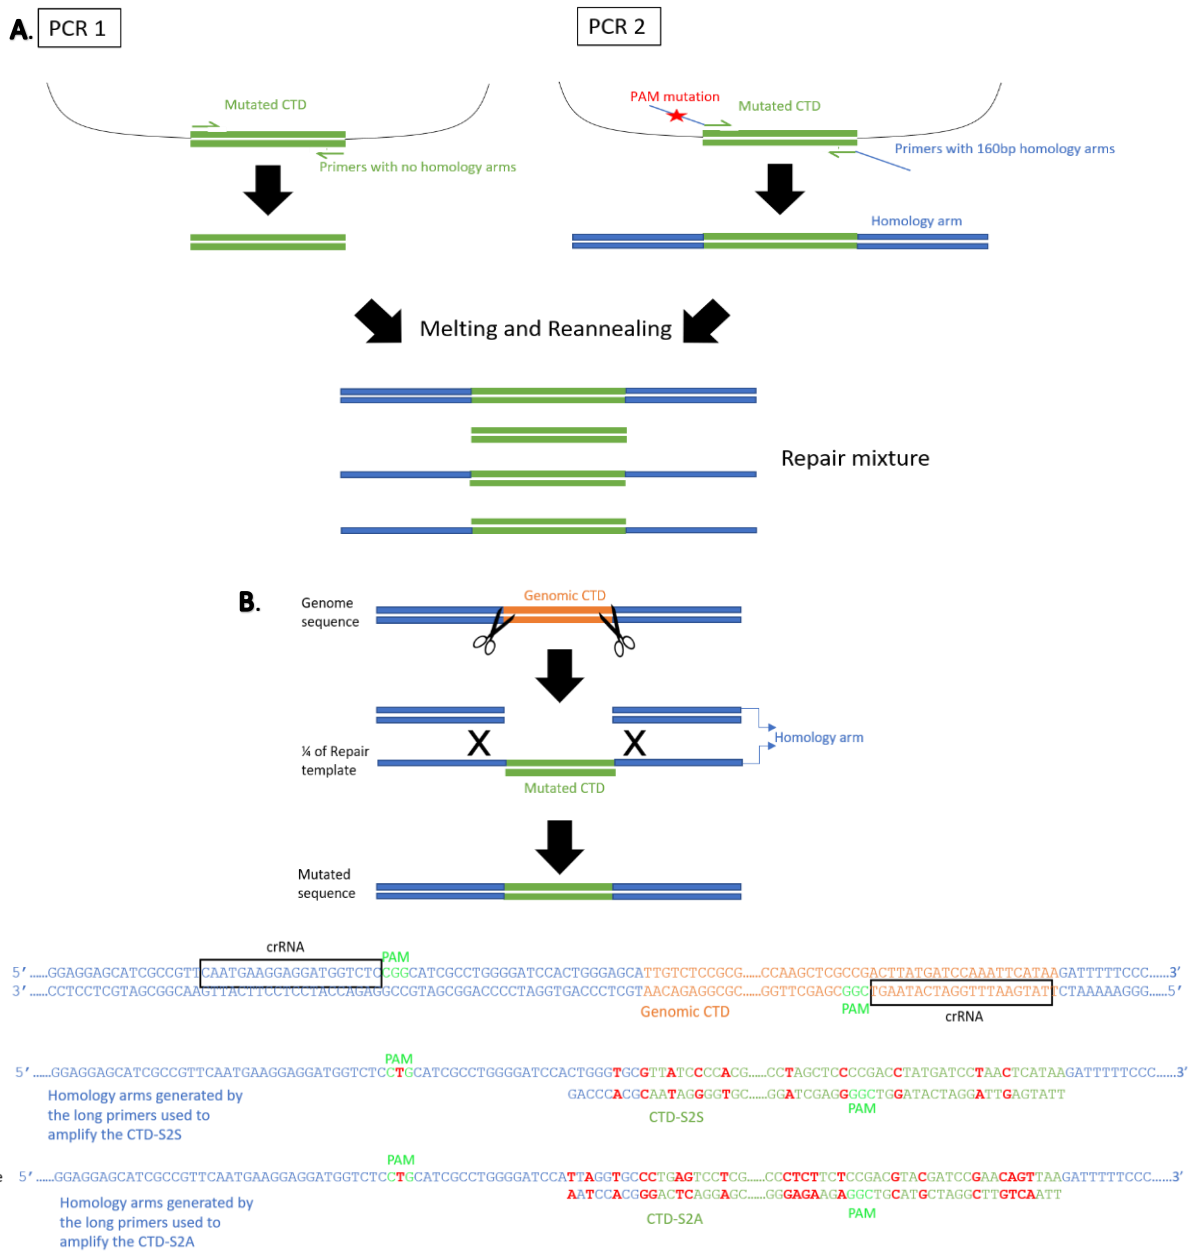 A.
PCR 1
PCR 2
PAM mutation
Mutated CTD
Mutated CTD
Primers with no homology arms
Primers with 160bp homology arms
Homology arm
Melting and Reannealing
Repair mixture
B.
Genome
sequence
Genomic CTD
Homology arm
¼ of Repair
template
Mutated CTD
Mutated
sequence
crRNA
PAM
5′……GGAGGAGCATCGCCGTTCAATGAAGGAGGATGGTCTCCGGCATCGCCTGGGGATCCACTGGGAGCATTGTCTCCGCG……CCAAGCTCGCCGACTTATGATCCAAATTCATAAGATTTTTCCC……3′
3′……CCTCCTCGTAGCGGCAAGTTACTTCCTCCTACCAGAGGCCGTAGCGGACCCCTAGGTGACCCTCGTAACAGAGGCGC……GGTTCGAGCGGCTGAATACTAGGTTTAAGTATTCTAAAAAGGG……5′
Genomic CTD
PAM
crRNA
PAM
5′……GGAGGAGCATCGCCGTTCAATGAAGGAGGATGGTCTCCTGCATCGCCTGGGGATCCACTGGGTGCGTTATCCCCACG……CCTAGCTCCCCGACCTATGATCCTAACTCATAAGATTTTTCCC……3′
GACCCACGCAATAGGGGTGC……GGATCGAGGGGCTGGATACTAGGATTGAGTATT
Homology arms generated by
the long primers used to
amplify the CTD-S2S
CTD-S2S
PAM
PAM
e
5′……GGAGGAGCATCGCCGTTCAATGAAGGAGGATGGTCTCCTGCATCGCCTGGGGATCCATTAGGTGCCCTGAGTCCTCG……CCCTCTTCTCCGACGTACGATCCGAACAGTTAAGATTTTTCCC……3′
AATCCACGGGACTCAGGAGC……GGGAGAAGAGGCTGCATGCTAGGCTTGTCAATT
Homology arms generated by
the long primers used to
amplify the CTD-S2A
CTD-S2A
PAM